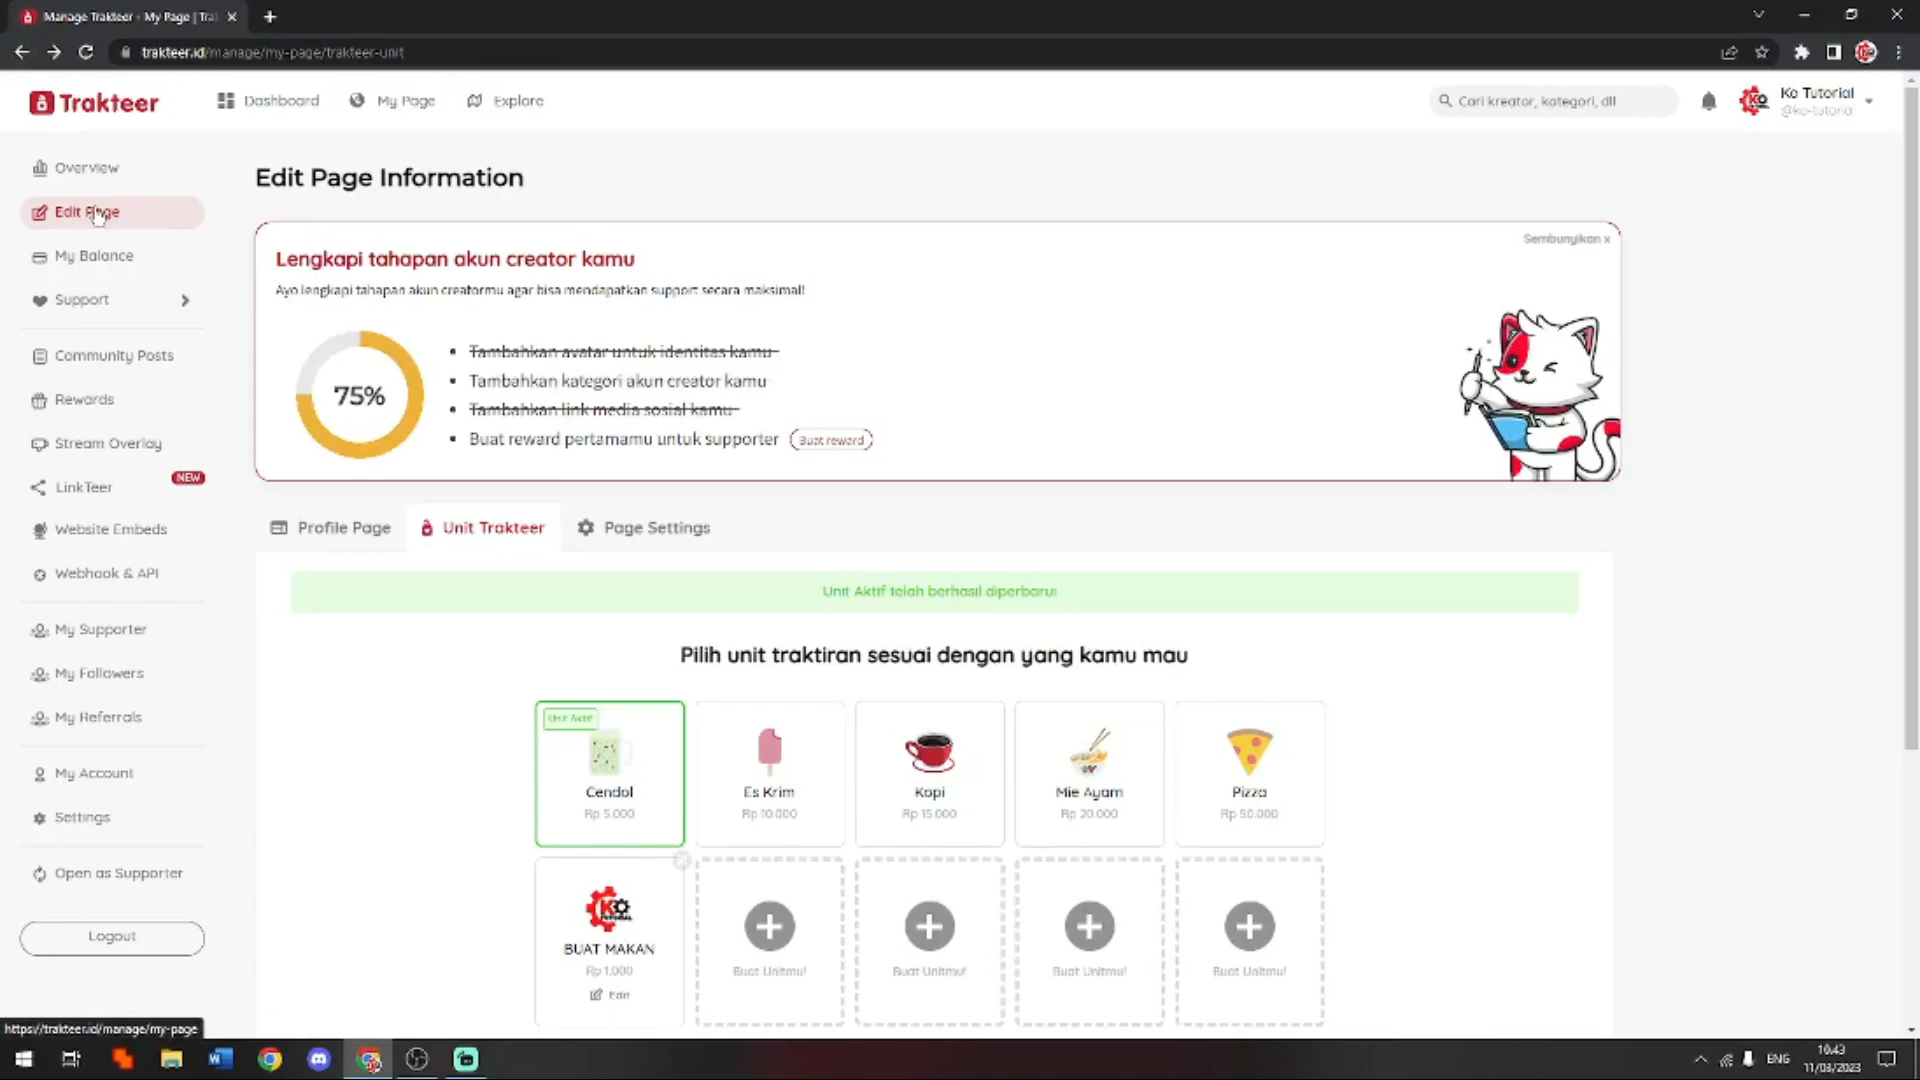 Manage Trakteer - My Page | Tra
trakteer.id/manage/my-page/trakteer-unit
Trakteer
Dashboard
My Page
Explore
Cari kreator, kategori, dll
Ko Tutorial
@ko-tutorial
Overview
Edit Page
My Balance
Support
Community Posts
Rewards
Stream Overlay
LinkTeer
NEW
Website Embeds
Webhook & API
My Supporter
My Followers
My Referrals
My Account
Settings
Open as Supporter
Logout
Edit Page Information
Sembunyikan x
Lengkapi tahapan akun creator kamu
Ayo lengkapi tahapan akun creatormu agar bisa mendapatkan support secara maksimal!
75%
Tambahkan avatar untuk identitas kamu
Tambahkan kategori akun creator kamu
Tambahkan link media sosial kamu
Buat reward pertamamu untuk supporter
Buat reward
Profile Page
Unit Trakteer
Page Settings
Unit Aktif telah berhasil diperbarui
Pilih unit traktiran sesuai dengan yang kamu mau
Unit Aktif
Cendol
Rp 5.000
Es Krim
Rp 10.000
Kopi
Rp 15.000
Mie Ayam
Rp 20.000
Pizza
Rp 50.000
KO
TUTORIAL
BUAT MAKAN
Rp 1.000
Edit
Buat Unitmu!
Buat Unitmu!
Buat Unitmu!
Buat Unitmu!
https://trakteer.id/manage/my-page
ENG
10:43
11/03/2023